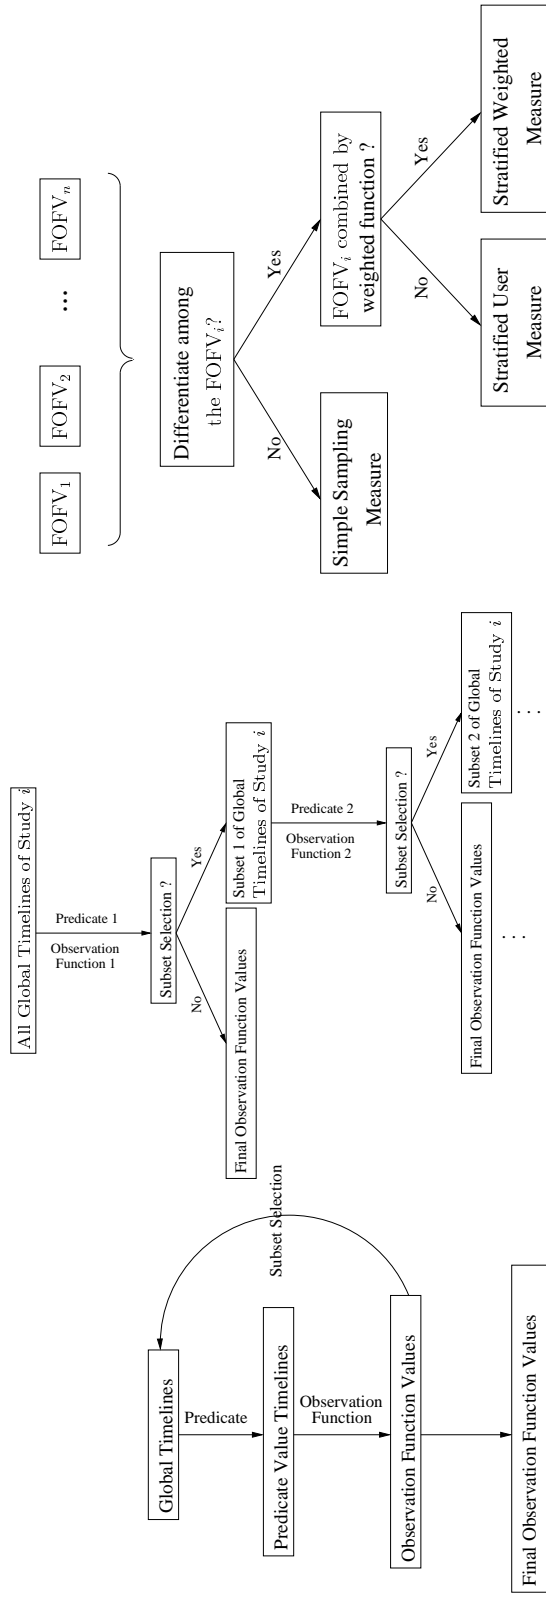 Global Timelines
Predicate
Predicate Value Timelines
Observation
Function
Observation Function Values
Subset Selection
Final Observation Function Values
All Global Timelines of Study i
Predicate 1
Observation
Function 1
Subset Selection ?
No
Yes
Final Observation Function Values
Subset 1 of Global
Timelines of Study i
Predicate 2
Observation
Function 2
Subset Selection ?
No
Yes
Final Observation Function Values
Subset 2 of Global
Timelines of Study i
. . .
. . .
FOFV₁
FOFV₂
...
FOFVₙ
Differentiate among
the FOFVᵢ?
No
Yes
Simple Sampling
Measure
FOFVᵢ combined by
weighted function ?
No
Yes
Stratified User
Measure
Stratified Weighted
Measure